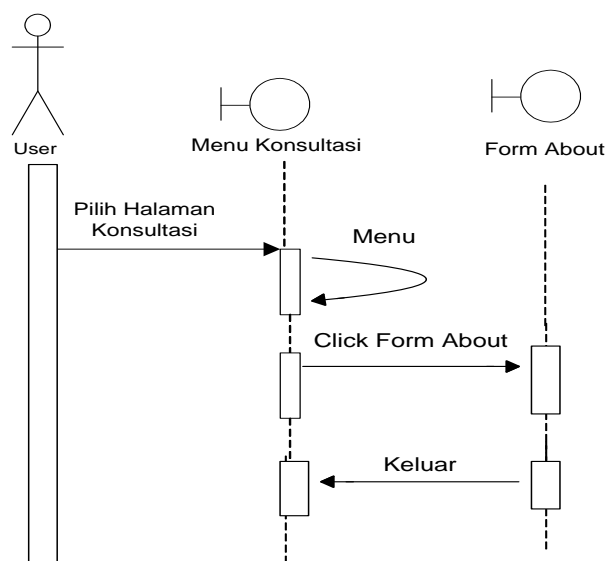 User
Menu Konsultasi
Form About
Pilih Halaman
Konsultasi
Menu
Click Form About
Keluar